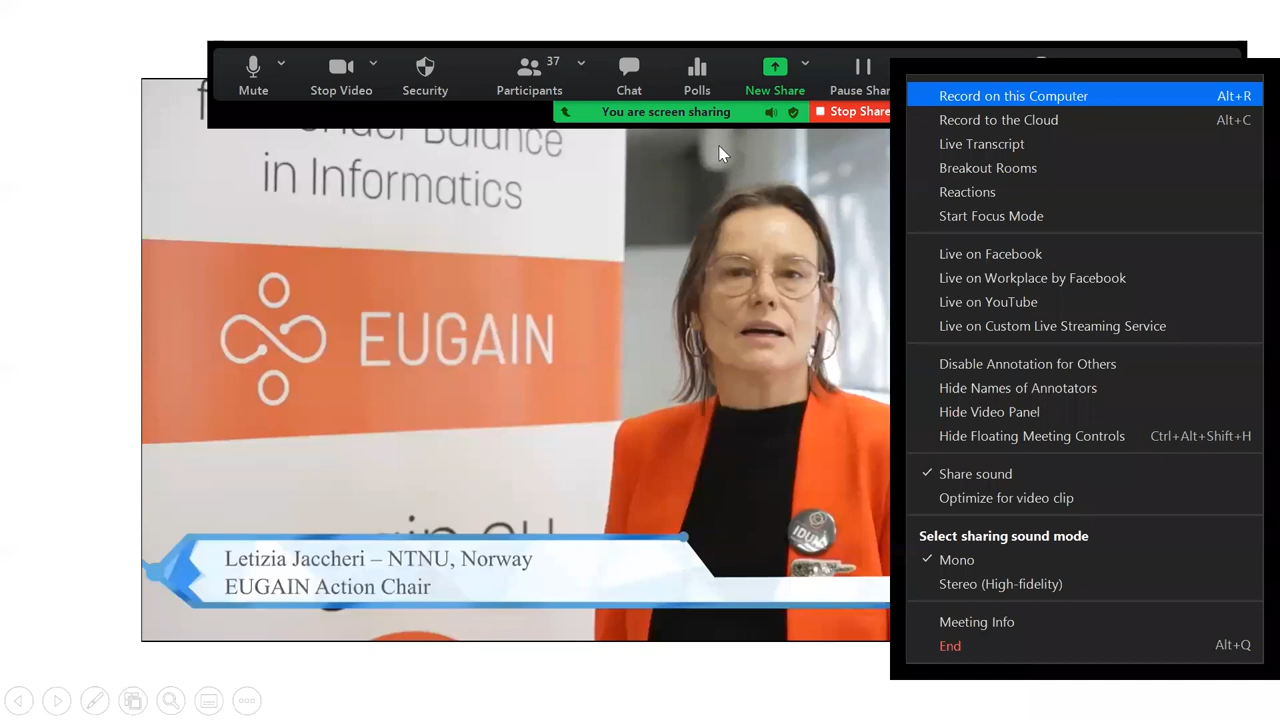 Mute
Stop Video
Security
Participants
37
Chat
Polls
New Share
Pause Shar
You are screen sharing
Stop Share
Balance
in Informatics
EUGAIN
IDUN
Letizia Jaccheri – NTNU, Norway
EUGAIN Action Chair
Record on this Computer Alt+R
Record to the Cloud Alt+C
Live Transcript
Breakout Rooms
Reactions
Start Focus Mode
Live on Facebook
Live on Workplace by Facebook
Live on YouTube
Live on Custom Live Streaming Service
Disable Annotation for Others
Hide Names of Annotators
Hide Video Panel
Hide Floating Meeting Controls Ctrl+Alt+Shift+H
Share sound
Optimize for video clip
Select sharing sound mode
Mono
Stereo (High-fidelity)
Meeting Info
End Alt+Q